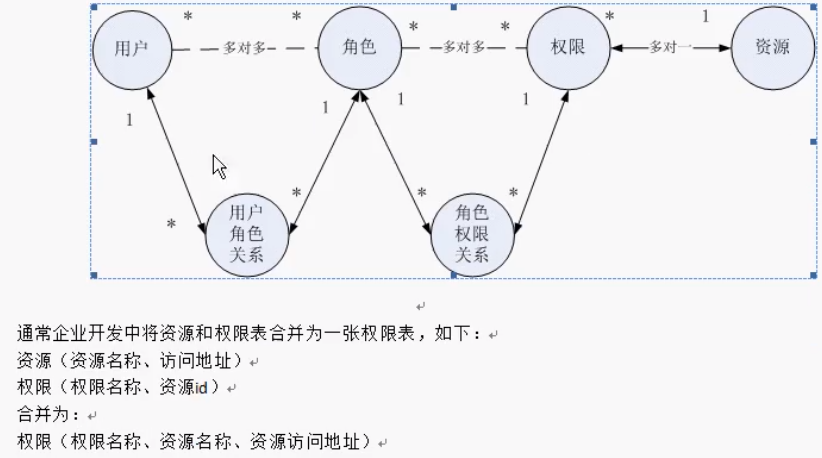 * * * * * 1
用户 多对多 角色 多对多 权限 多对一 资源
1 1 1 1
* * * *
用户
角色
关系
角色
权限
关系
通常企业开发中将资源和权限表合并为一张权限表，如下：
资源（资源名称、访问地址）
权限（权限名称、资源id）
合并为：
权限（权限名称、资源名称、资源访问地址）